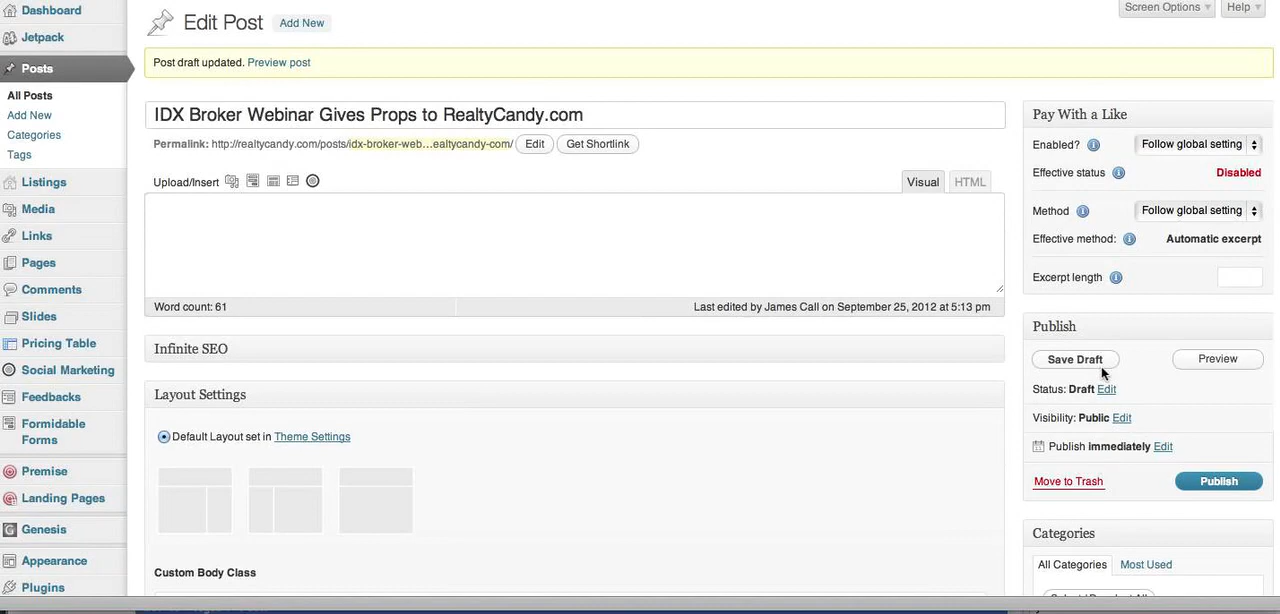 Dashboard
Jetpack
Posts
All Posts
Add New
Categories
Tags
Listings
Media
Links
Pages
Comments
Slides
Pricing Table
Social Marketing
Feedbacks
Formidable
Forms
Premise
Landing Pages
Genesis
Appearance
Plugins
Screen Options
Help
Edit Post
Add New
Post draft updated. Preview post
IDX Broker Webinar Gives Props to RealtyCandy.com
Permalink: http://realtycandy.com/posts/idx-broker-web...ealtycandy-com/ Edit Get Shortlink
Upload/Insert
Visual HTML
Word count: 61
Last edited by James Call on September 25, 2012 at 5:13 pm
Infinite SEO
Layout Settings
Default Layout set in Theme Settings
Custom Body Class
Pay With a Like
Enabled? Follow global setting
Effective status Disabled
Method Follow global setting
Effective method: Automatic excerpt
Excerpt length
Publish
Save Draft Preview
Status: Draft Edit
Visibility: Public Edit
Publish immediately Edit
Move to Trash Publish
Categories
All Categories Most Used